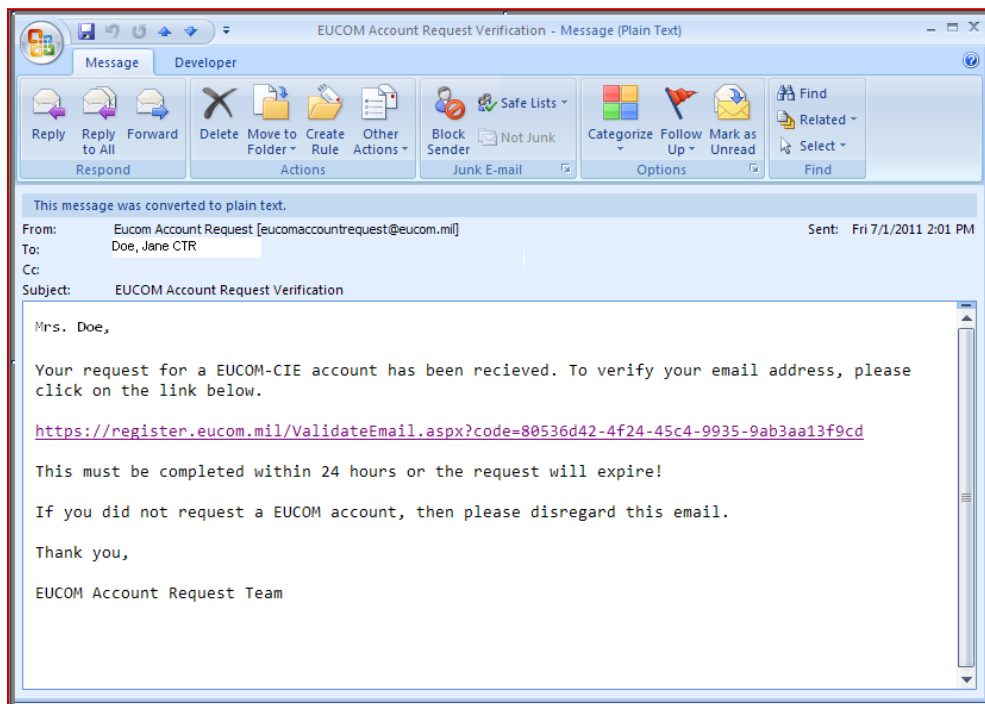 EUCOM Account Request Verification - Message (Plain Text)
Message Developer
Reply Reply to All Forward
Respond
Delete Move to Folder Create Rule Other Actions
Actions
Block Sender Safe Lists Not Junk
Junk E-mail
Categorize Follow Up Mark as Unread
Options
Find Related Select
Find
This message was converted to plain text.
From: Eucom Account Request [eucomaccountrequest@eucom.mil] Sent: Fri 7/1/2011 2:01 PM
To: Doe, Jane CTR
Cc:
Subject: EUCOM Account Request Verification
Mrs. Doe,
Your request for a EUCOM-CIE account has been recieved. To verify your email address, please
click on the link below.
https://register.eucom.mil/ValidateEmail.aspx?code=80536d42-4f24-45c4-9935-9ab3aa13f9cd
This must be completed within 24 hours or the request will expire!
If you did not request a EUCOM account, then please disregard this email.
Thank you,
EUCOM Account Request Team